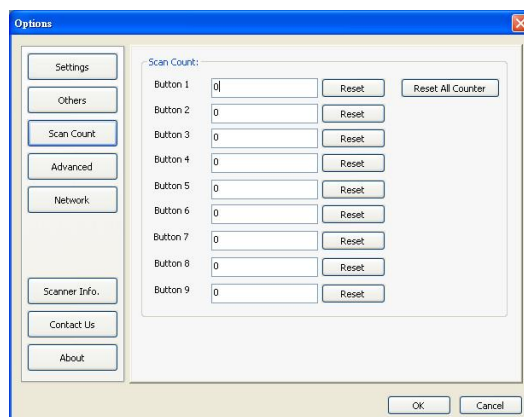 Options
Settings
Others
Scan Count
Advanced
Network
Scanner Info.
Contact Us
About
Scan Count:
Button 1 0 Reset Reset All Counter
Button 2 0 Reset
Button 3 0 Reset
Button 4 0 Reset
Button 5 0 Reset
Button 6 0 Reset
Button 7 0 Reset
Button 8 0 Reset
Button 9 0 Reset
OK Cancel